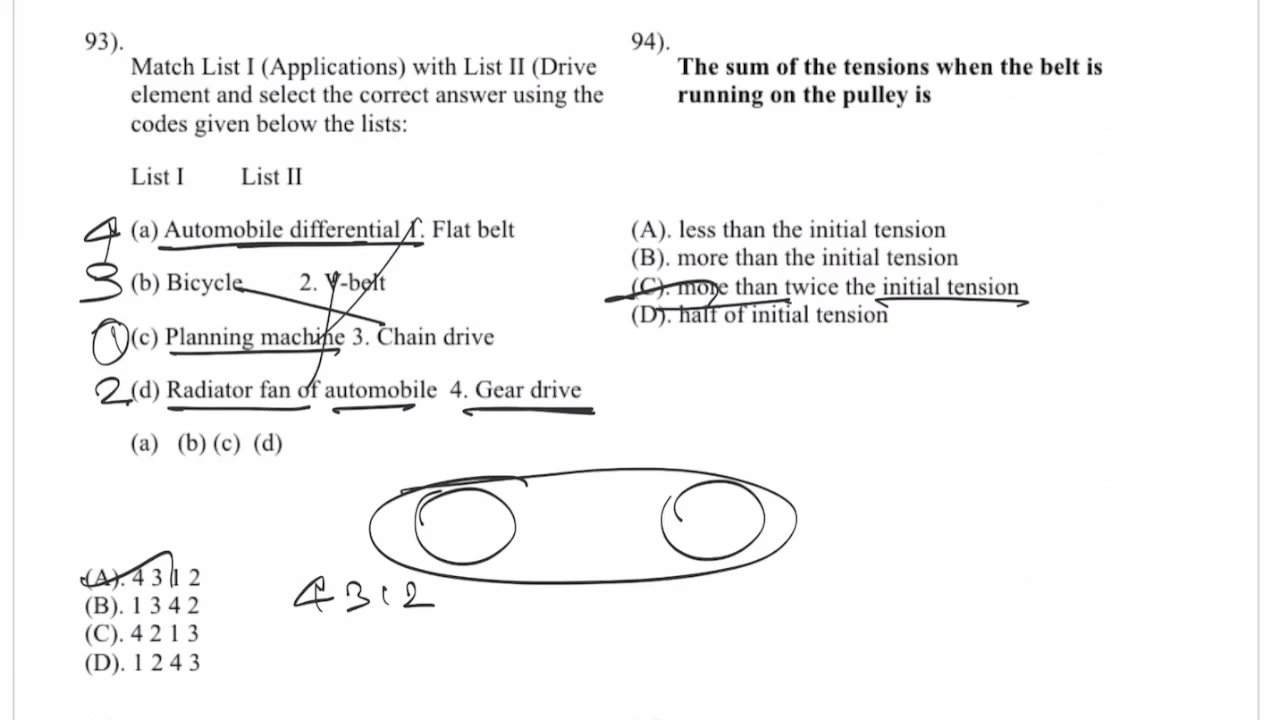 93).
Match List I (Applications) with List II (Drive
element and select the correct answer using the
codes given below the lists:
List I List II
4 (a) Automobile differential 1. Flat belt
3 (b) Bicycle 2. V-belt
1 (c) Planning machine 3. Chain drive
2 (d) Radiator fan of automobile 4. Gear drive
(a) (b) (c) (d)
(A). 4 3 1 2
(B). 1 3 4 2
(C). 4 2 1 3
(D). 1 2 4 3
4 3 1 2
94).
The sum of the tensions when the belt is
running on the pulley is
(A). less than the initial tension
(B). more than the initial tension
(C). more than twice the initial tension
(D). half of initial tension